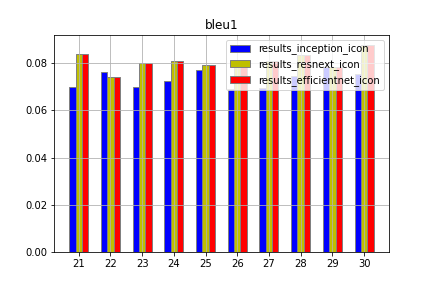 bleu1
results_inception_icon
results_resnext_icon
results_efficientnet_icon
0.08
0.06
0.04
0.02
0.00
21 22 23 24 25 26 27 28 29 30